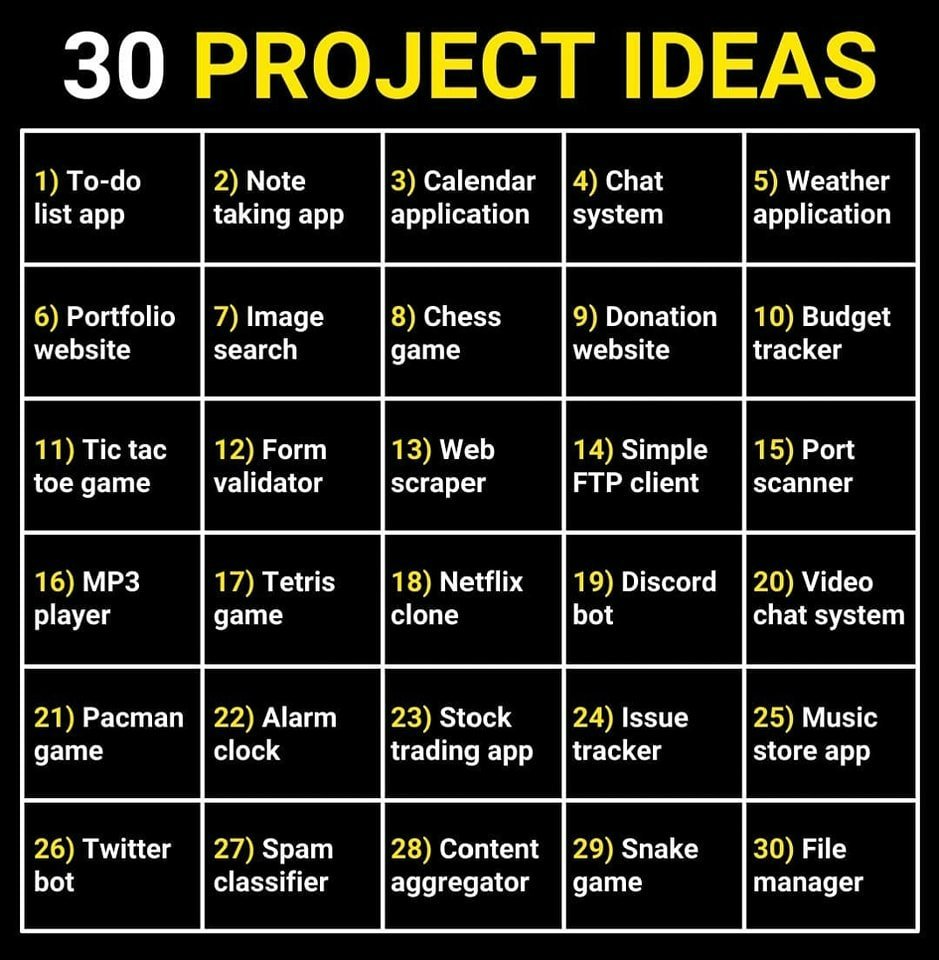 30 PROJECT IDEAS
1) To-do
list app
2) Note
taking app
3) Calendar
application
4) Chat
system
5) Weather
application
6) Portfolio
website
7) Image
search
8) Chess
game
9) Donation
website
10) Budget
tracker
11) Tic tac
toe game
12) Form
validator
13) Web
scraper
14) Simple
FTP client
15) Port
scanner
16) MP3
player
17) Tetris
game
18) Netflix
clone
19) Discord
bot
20) Video
chat system
21) Pacman
game
22) Alarm
clock
23) Stock
trading app
24) Issue
tracker
25) Music
store app
26) Twitter
bot
27) Spam
classifier
28) Content
aggregator
29) Snake
game
30) File
manager